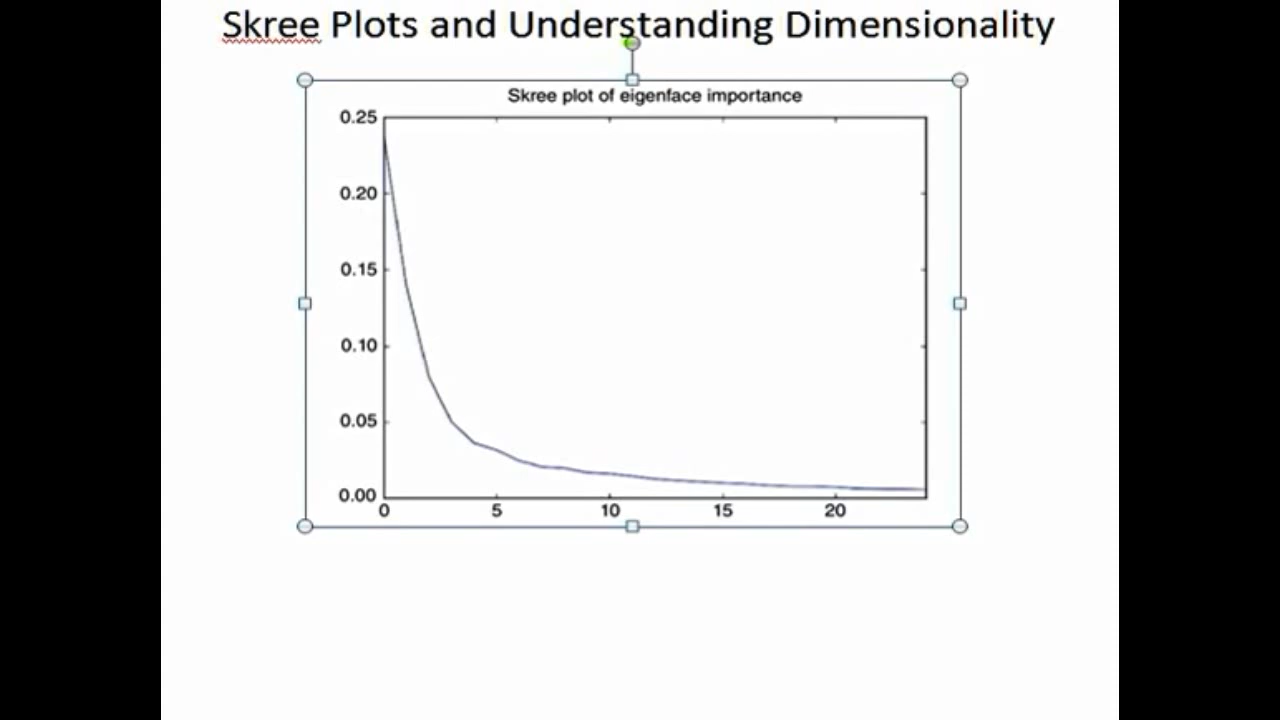 Skree Plots and Understanding Dimensionality
Skree plot of eigenface importance
0.25
0.20
0.15
0.10
0.05
0.00
0 5 10 15 20